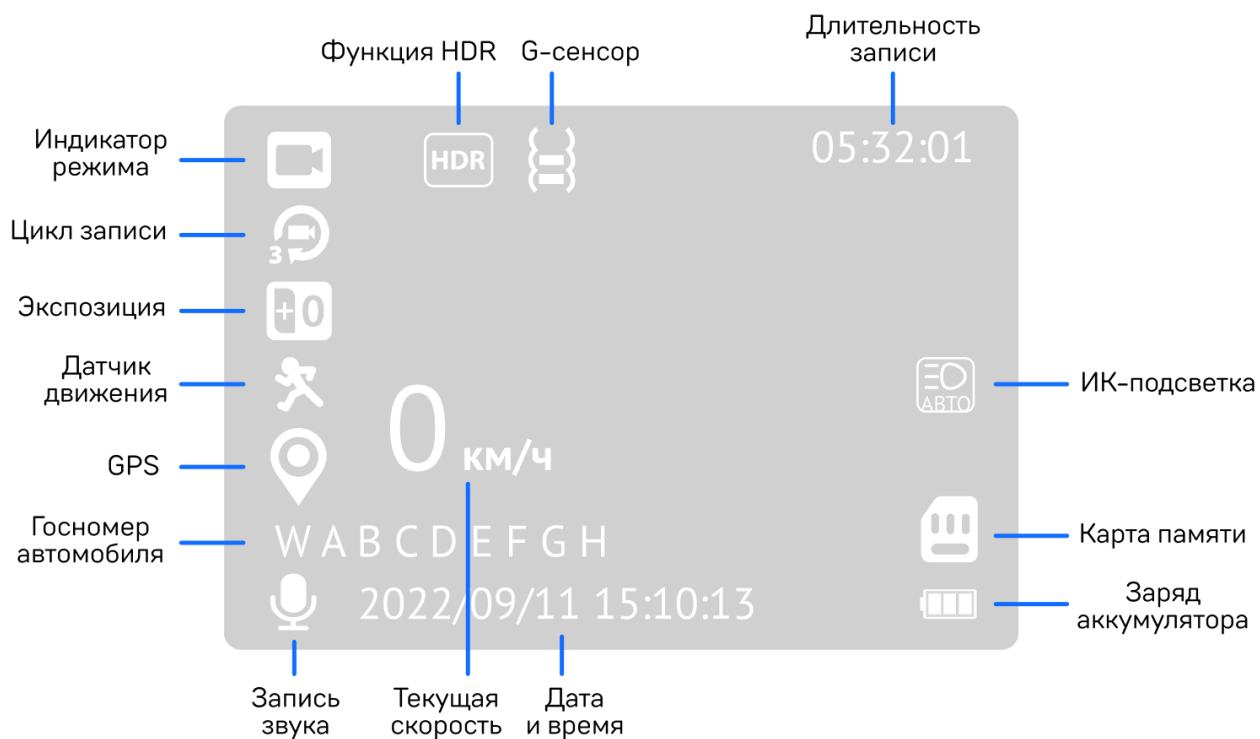 Функция HDR
G-сенсор
Длительность
записи
Индикатор
режима
HDR
05:32:01
Цикл записи
3
Экспозиция
+0
Датчик
движения
АВТО
ИК-подсветка
GPS
0 км/ч
Госномер
автомобиля
W A B C D E F G H
Карта памяти
2022/09/11 15:10:13
Заряд
аккумулятора
Запись
звука
Текущая
скорость
Дата
и время